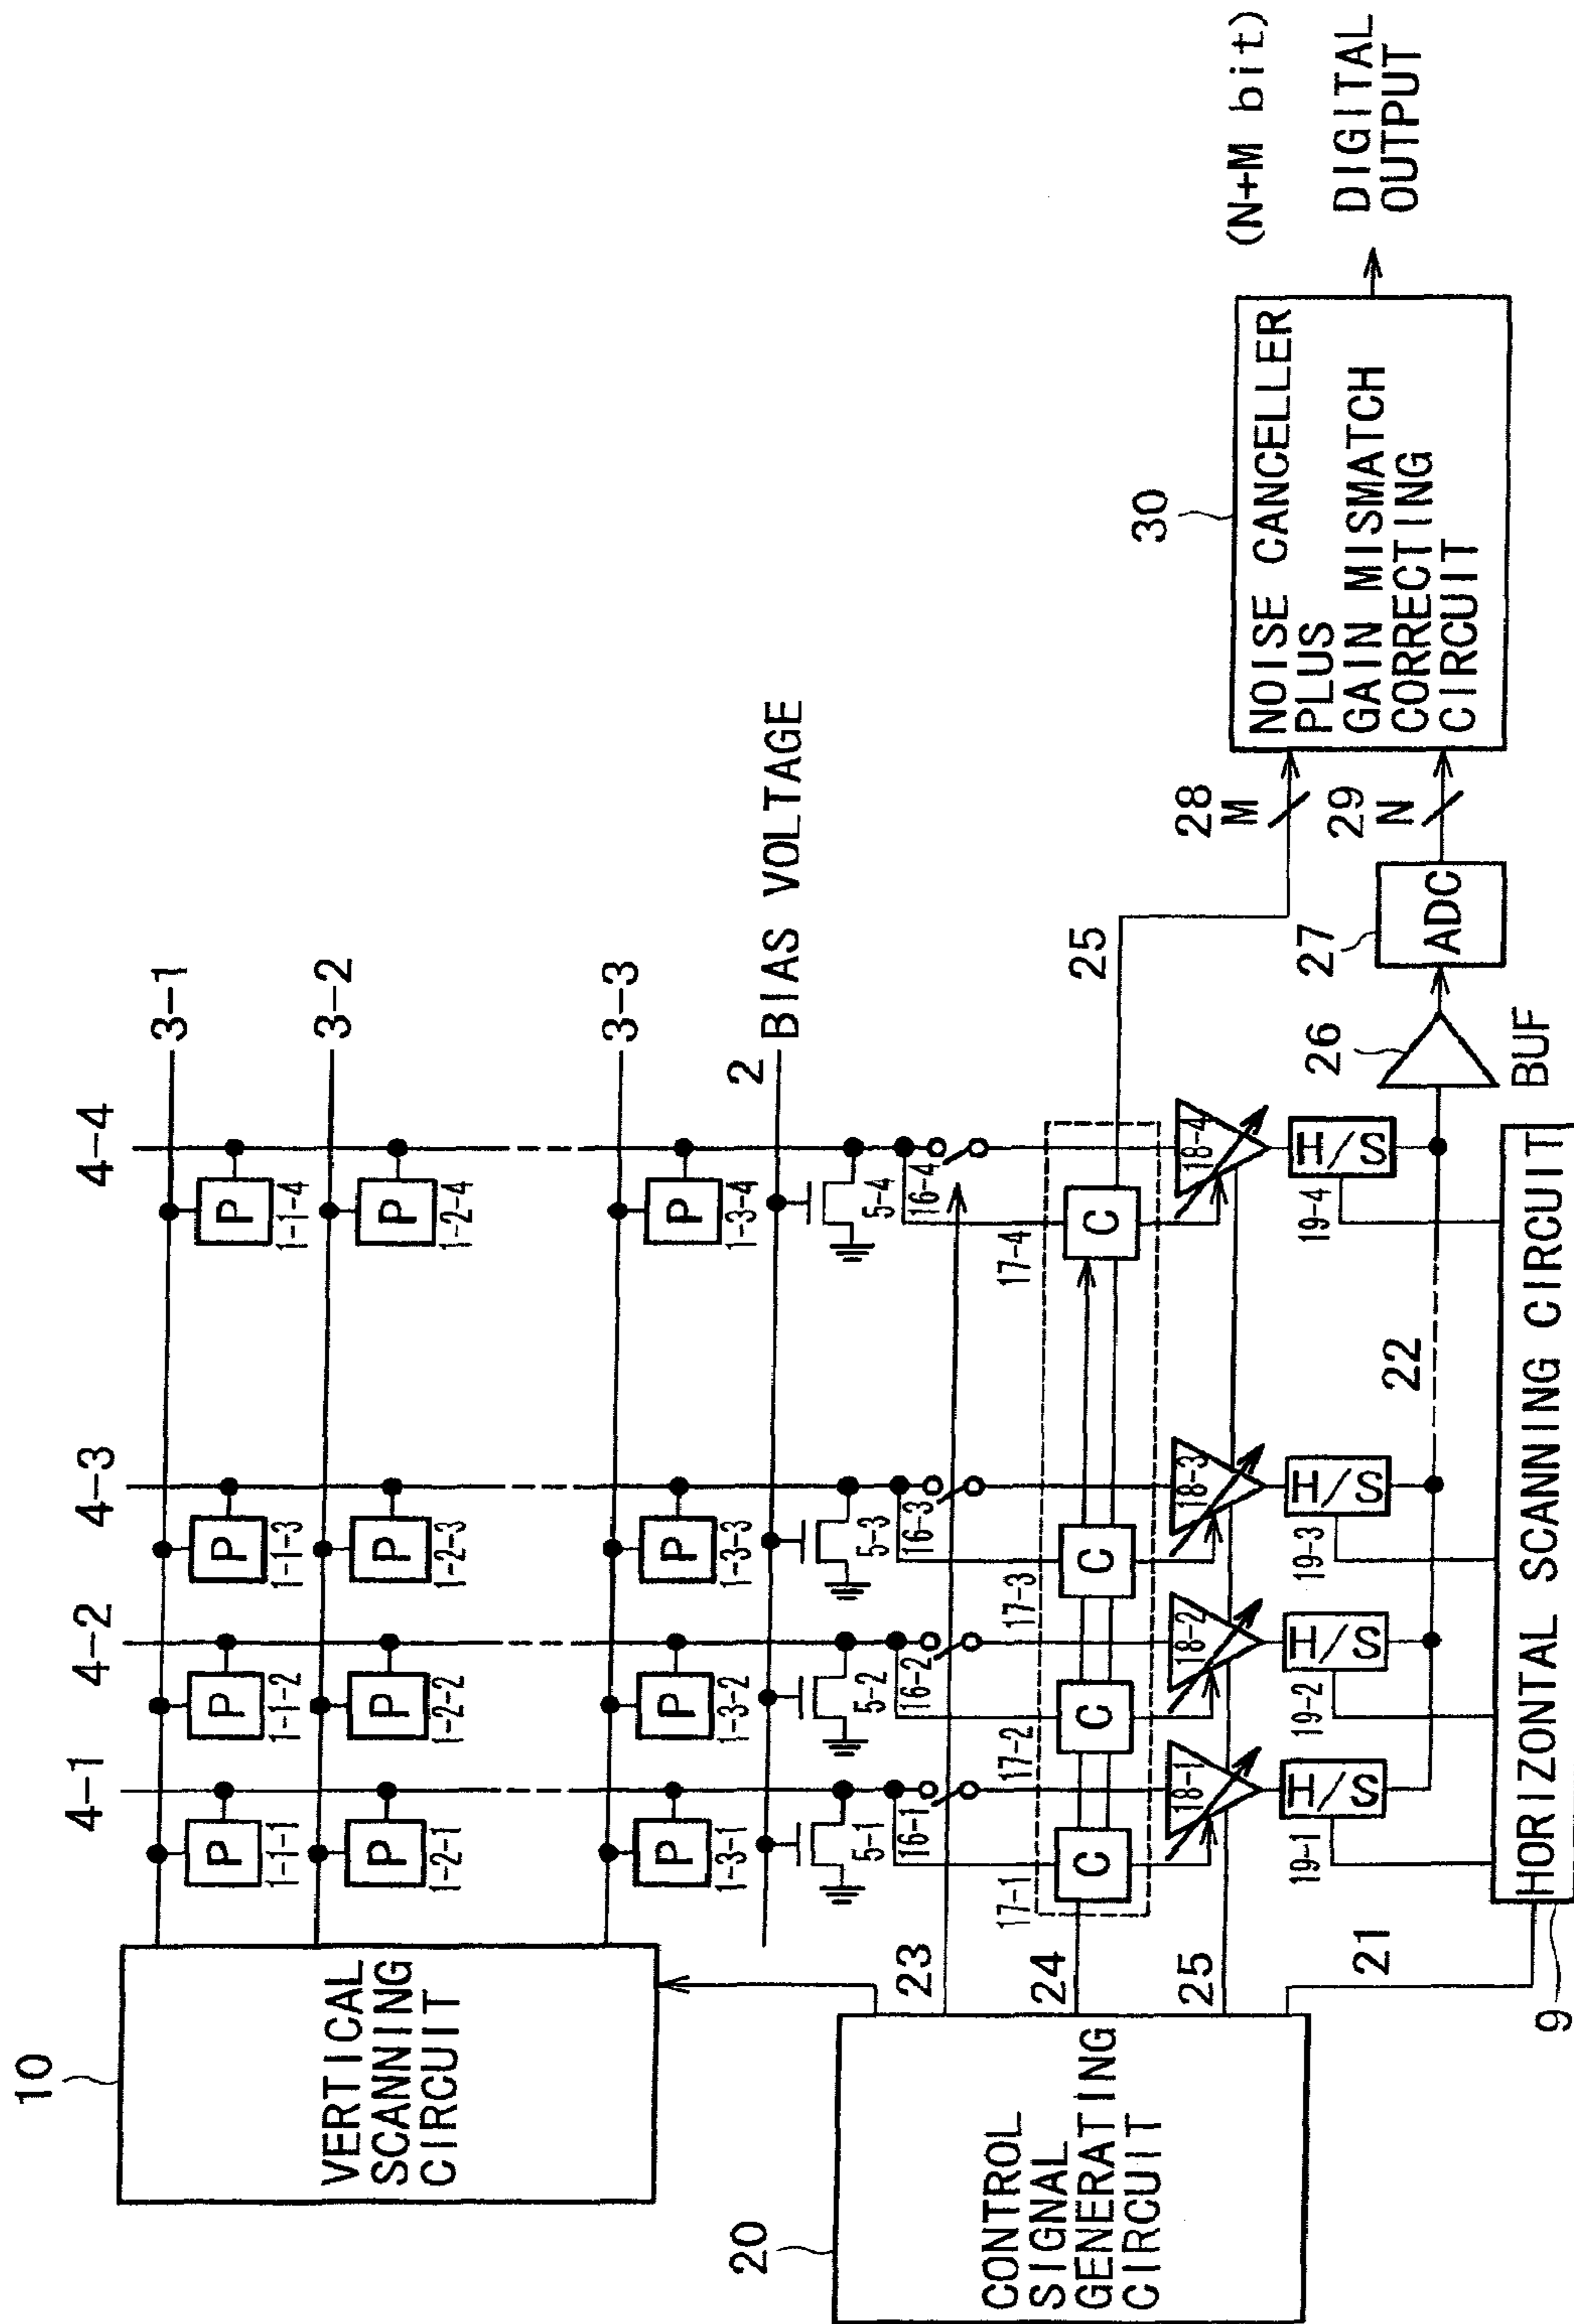 4-1
4-2
4-3
4-4
10
VERTICAL
SCANNING
CIRCUIT
3-1
P
P
P
P
1-1-1
1-1-2
1-1-3
1-1-4
3-2
P
P
P
P
1-2-1
1-2-2
1-2-3
1-2-4
3-3
P
P
P
P
1-3-1
1-3-2
1-3-3
1-3-4
2
BIAS VOLTAGE
5-1
5-2
5-3
5-4
16-1
16-2
16-3
16-4
20
CONTROL
SIGNAL
GENERATING
CIRCUIT
23
17-1
17-2
17-3
17-4
24
C
C
C
C
25
25
18-1
18-2
18-3
18-4
28
M
30
NOISE CANCELLER
PLUS
GAIN MISMATCH
CORRECTING
CIRCUIT
(N+M bit)
DIGITAL
OUTPUT
19-1
19-2
19-3
19-4
H/S
H/S
H/S
H/S
26
27
29
N
21
22
ADC
BUF
9
HORIZONTAL SCANNING CIRCUIT